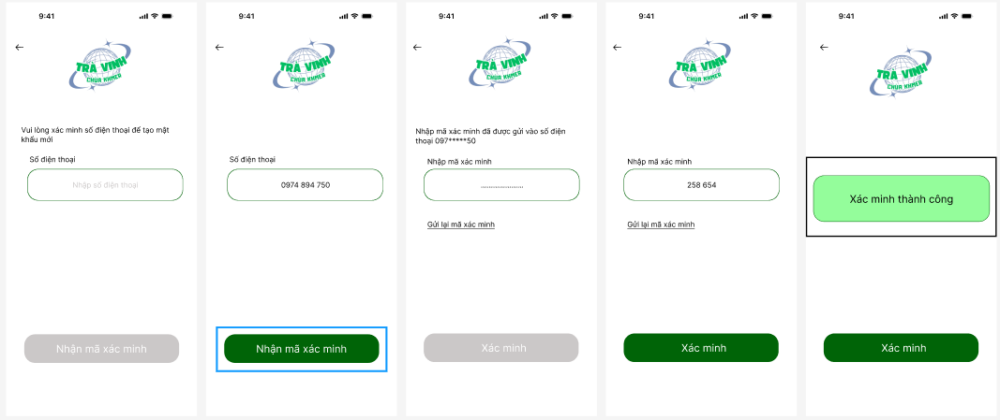 9:41
TRÀ VINH
CHÙA KHMER
Vui lòng xác minh số điện thoại để tạo mật
khẩu mới
Số điện thoại
Nhập số điện thoại
Nhận mã xác minh
9:41
TRÀ VINH
CHÙA KHMER
Số điện thoại
0974 894 750
Nhận mã xác minh
9:41
TRÀ VINH
CHÙA KHMER
Nhập mã xác minh đã được gửi vào số điện
thoại 097*****50
Nhập mã xác minh
.....................
Gửi lại mã xác minh
Xác minh
9:41
TRÀ VINH
CHÙA KHMER
Nhập mã xác minh
258 654
Gửi lại mã xác minh
Xác minh
9:41
TRÀ VINH
CHÙA KHMER
Xác minh thành công
Xác minh